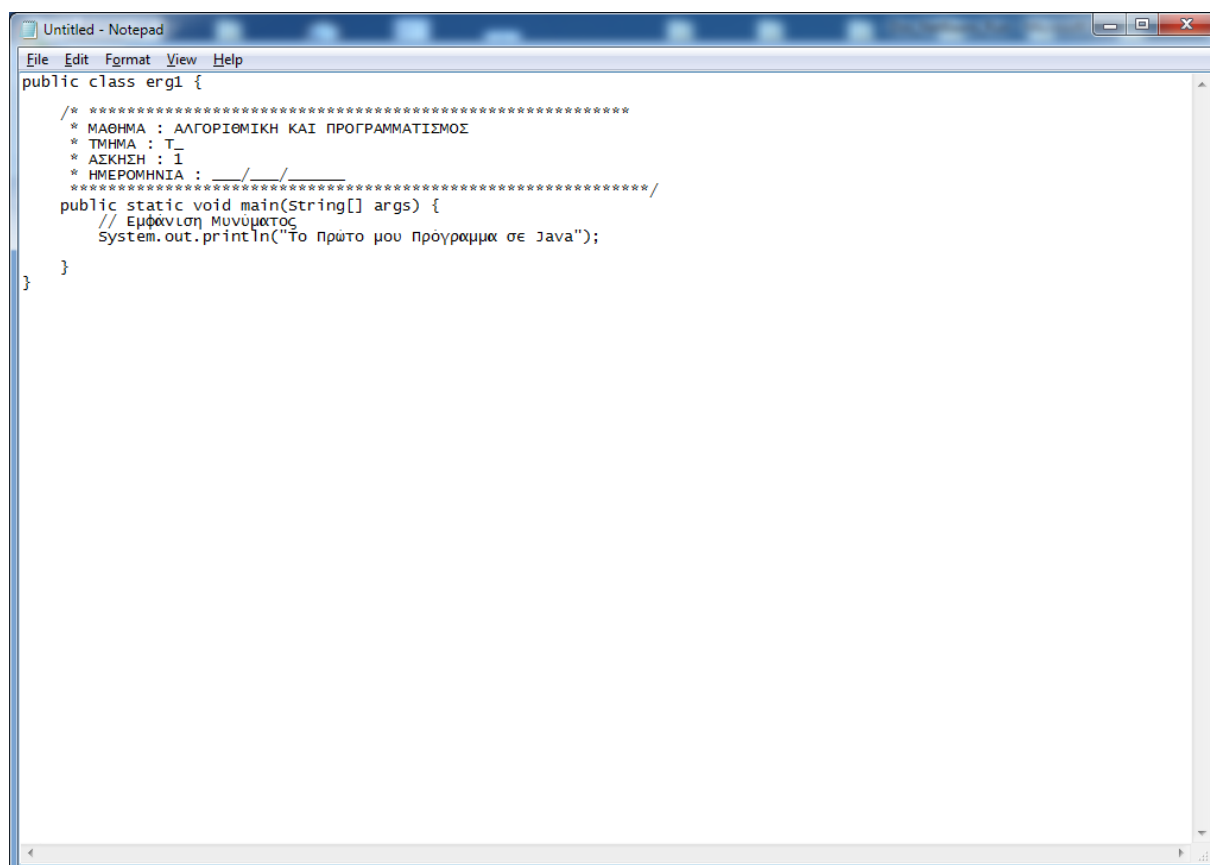 Untitled - Notepad
File Edit Format View Help
public class erg1 {
/* *********************************************************
* ΜΑΘΗΜΑ : ΑΛΓΟΡΙΘΜΙΚΗ ΚΑΙ ΠΡΟΓΡΑΜΜΑΤΙΣΜΟΣ
* ΤΜΗΜΑ : Τ_
* ΑΣΚΗΣΗ : 1
* ΗΜΕΡΟΜΗΝΙΑ : ___/___/______
*************************************************************/
public static void main(String[] args) {
// Εμφάνιση Μυνύματος
System.out.println("Το Πρώτο μου Πρόγραμμα σε Java");
}
}